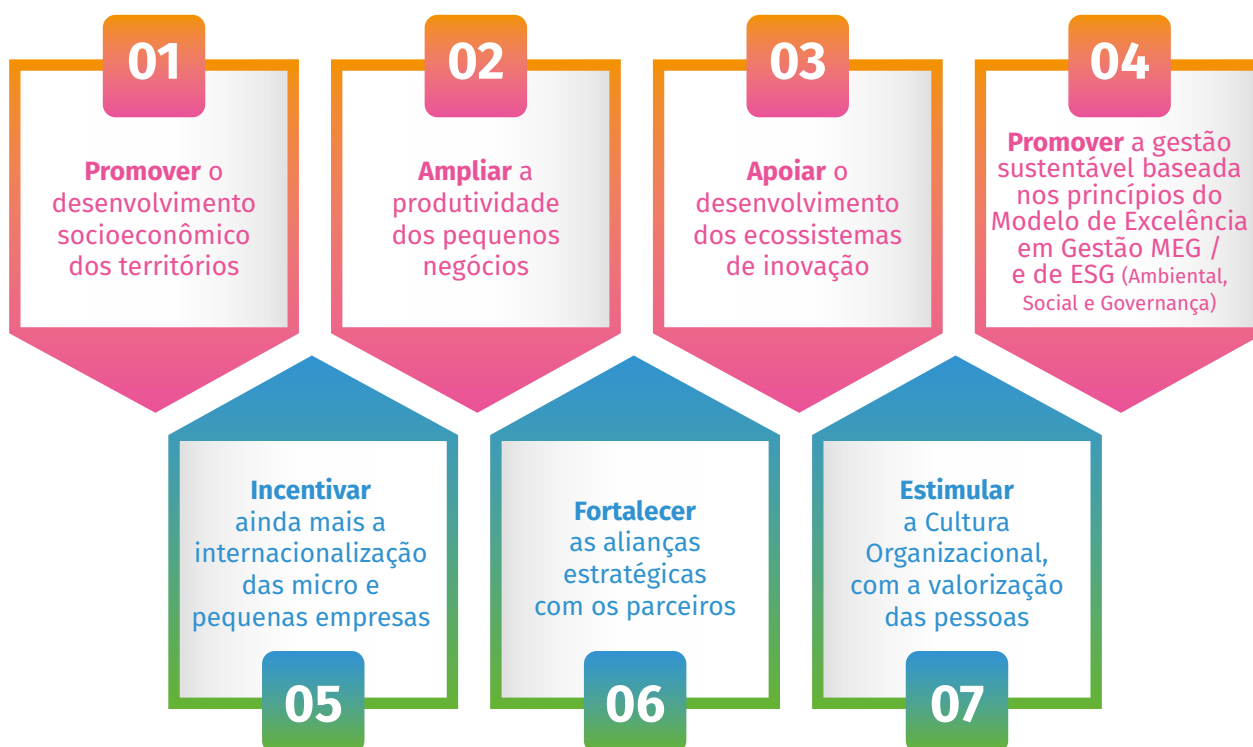 01
Promover o
desenvolvimento
socioeconômico
dos territórios
02
Ampliar a
produtividade
dos pequenos
negócios
03
Apoiar o
desenvolvimento
dos ecossistemas
de inovação
04
Promover a gestão
sustentável baseada
nos princípios do
Modelo de Excelência
em Gestão MEG /
e de ESG (Ambiental,
Social e Governança)
Incentivar
ainda mais a
internacionalização
das micro e
pequenas empresas
05
Fortalecer
as alianças
estratégicas
com os parceiros
06
Estimular
a Cultura
Organizacional,
com a valorização
das pessoas
07